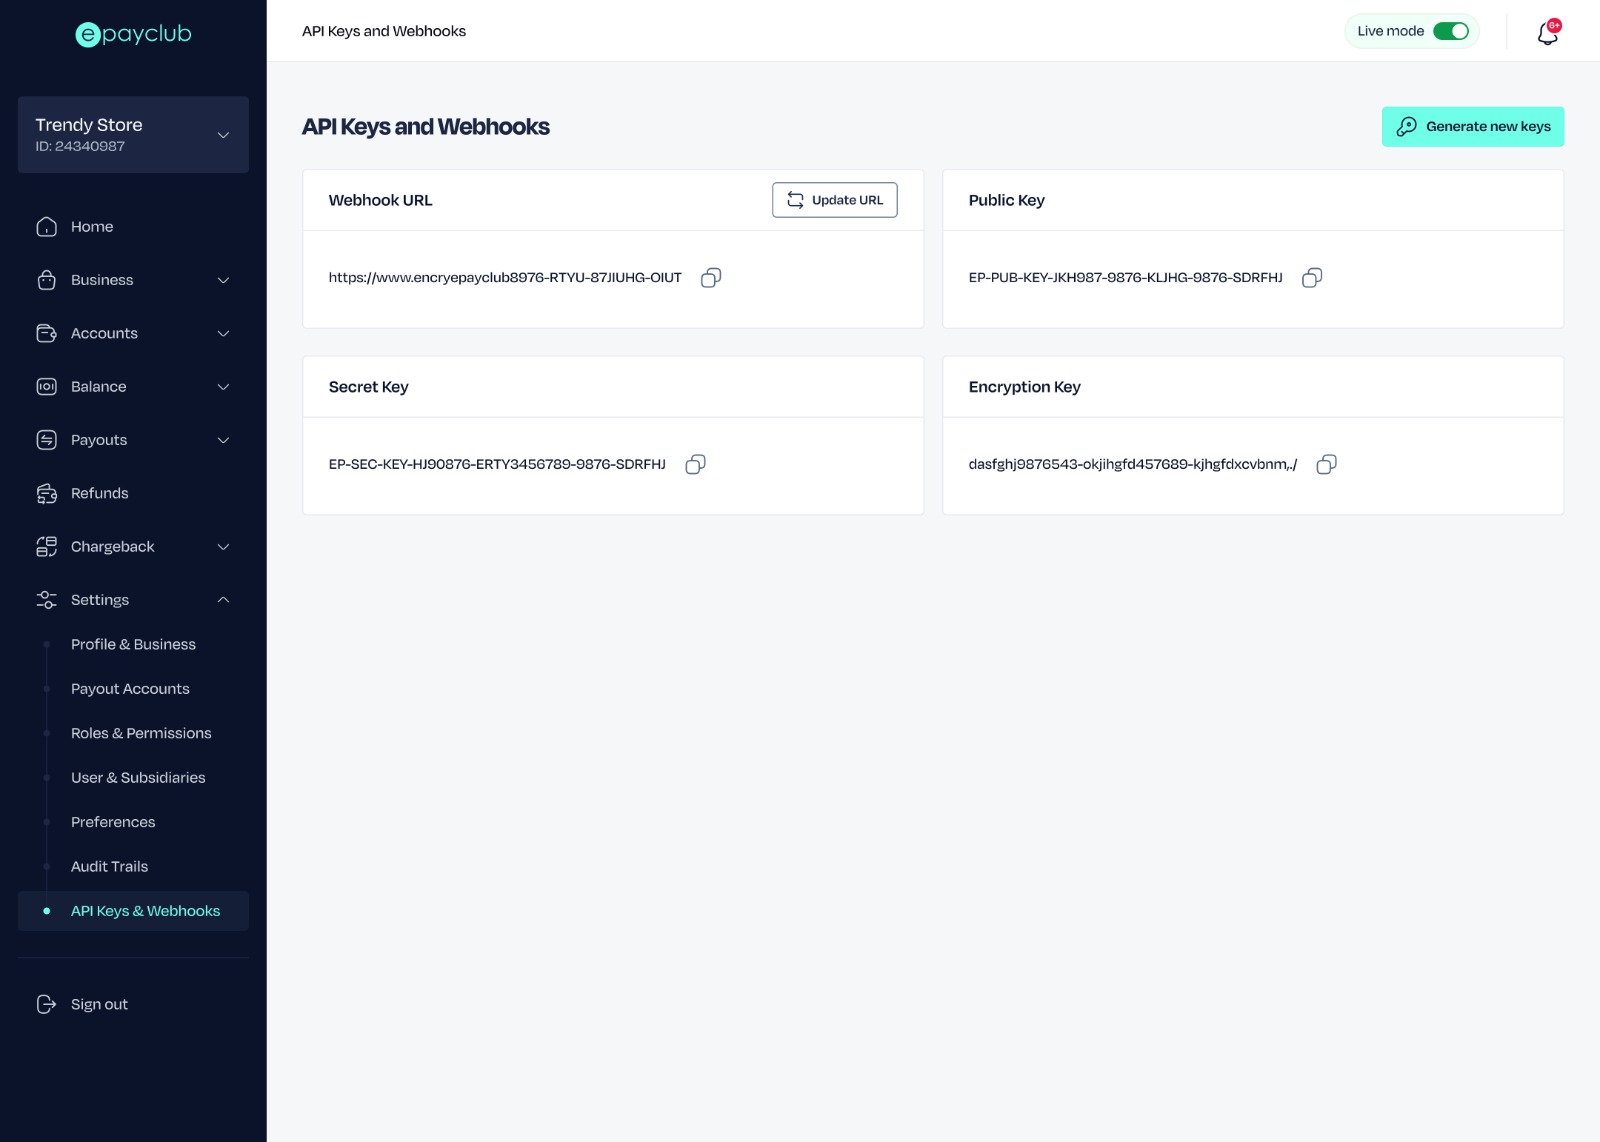 epayclub
API Keys and Webhooks
Live mode
6+
Trendy Store
ID: 24340987
Home
Business
Accounts
Balance
Payouts
Refunds
Chargeback
Settings
Profile & Business
Payout Accounts
Roles & Permissions
User & Subsidiaries
Preferences
Audit Trails
API Keys & Webhooks
Sign out
API Keys and Webhooks
Generate new keys
Webhook URL
Update URL
https://www.encryepayclub8976-RTYU-87JIUHG-OIUT
Public Key
EP-PUB-KEY-JKH987-9876-KLJHG-9876-SDRFHJ
Secret Key
EP-SEC-KEY-HJ90876-ERTY3456789-9876-SDRFHJ
Encryption Key
dasfghj9876543-okjihgfd457689-kjhgfdxcvbnm,./